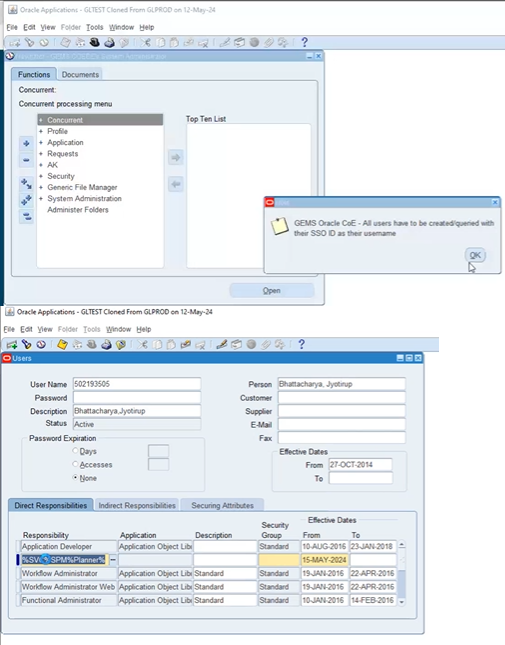 Oracle Applications - GLTEST Cloned From GLPROD on 12-May-24
File Edit View Folder Tools Window Help
Functions Documents
Concurrent:
Concurrent processing menu
+ Concurrent
+ Profile
+ Application
+ Requests
+ AK
+ Security
+ Generic File Manager
+ System Administration
Administer Folders
Top Ten List
GEMS Oracle CoE - All users have to be created/queried with
their SSO ID as their username
OK
Open
Oracle Applications - GLTEST Cloned From GLPROD on 12-May-24
File Edit View Folder Tools Window Help
Users
User Name 502193505
Password
Description Bhattacharya,Jyotirup
Status Active
Person Bhattacharya, Jyotirup
Customer
Supplier
E-Mail
Fax
Password Expiration
Days
Accesses
None
Effective Dates
From 27-OCT-2014
To
Direct Responsibilities Indirect Responsibilities Securing Attributes
Security Effective Dates
Responsibility Application Description Group From To
Application Developer Application Object Libr Standard 10-AUG-2016 23-JAN-2018
SPM%Planner% 15-MAY-2024
Workflow Administrator Application Object Libr Standard Standard 19-JAN-2016 22-APR-2016
Workflow Administrator Web Application Object Libr Standard Standard 19-JAN-2016 22-APR-2016
Functional Administrator Application Object Libr Standard Standard 10-JAN-2016 14-FEB-2016